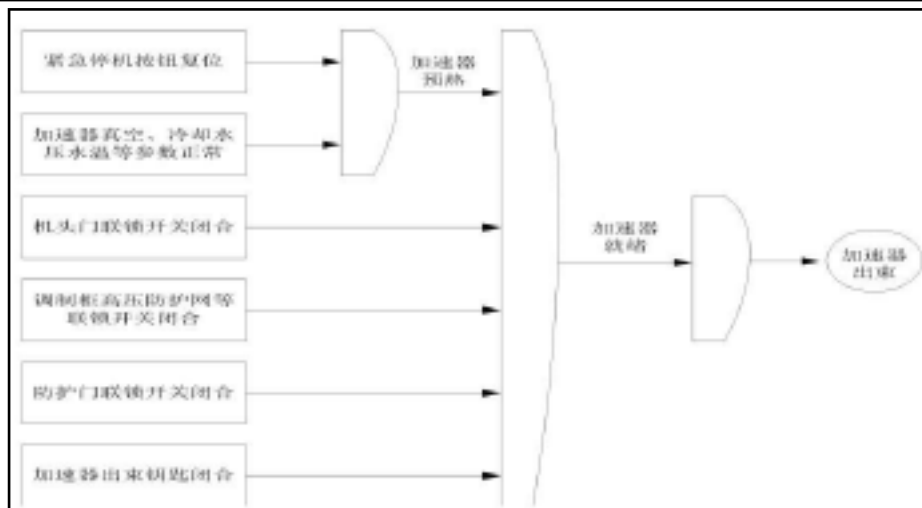 紧急停机按钮复位
加速器真空、冷却水
压水温等参数正常
机头门联锁开关闭合
调制柜高压防护网等
联锁开关闭合
防护门联锁开关闭合
加速器出束钥匙闭合
加速器
预热
加速器
就绪
加速器
出束